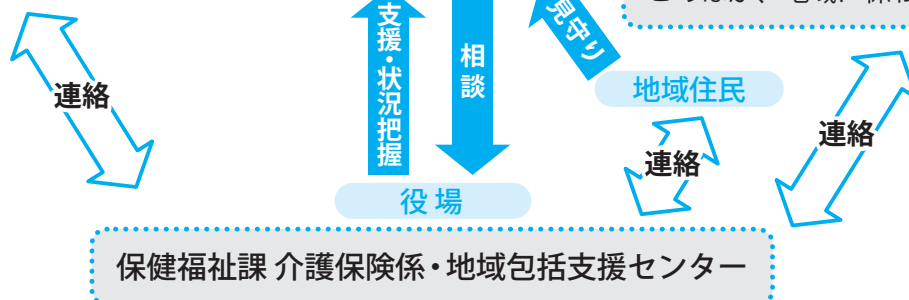 支援・状況把握
相談
見守り
地域住民
連絡
連絡
連絡
役場
保健福祉課 介護保険係・地域包括支援センター